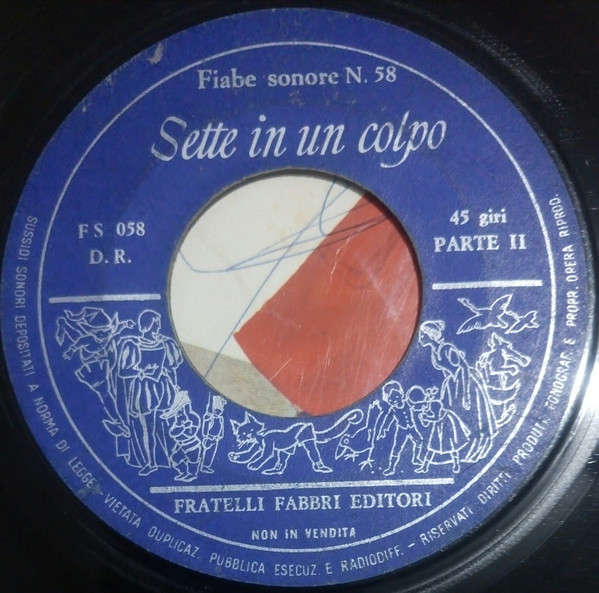 Fiabe sonore N. 58
Sette in un colpo
FS 058
D. R.
45 giri
PARTE II
FRATELLI FABBRI EDITORI
NON IN VENDITA
SUSSIDI SONORI DEPOSITATI A NORMA DI LEGGE - VIETATA DUPLICAZ. PUBBLICA ESECUZ. E RADIODIFF. - RISERVATI DIRITTI PRODUT. FONOGRAF. E PROPR. OPERA RIPROD.